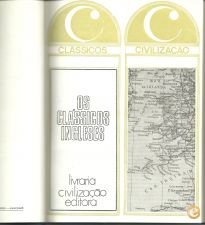 CLÁSSICOS
CIVILIZAÇÃO
OS
CLÁSSICOS
INGLESES
livraria
civilização
editora